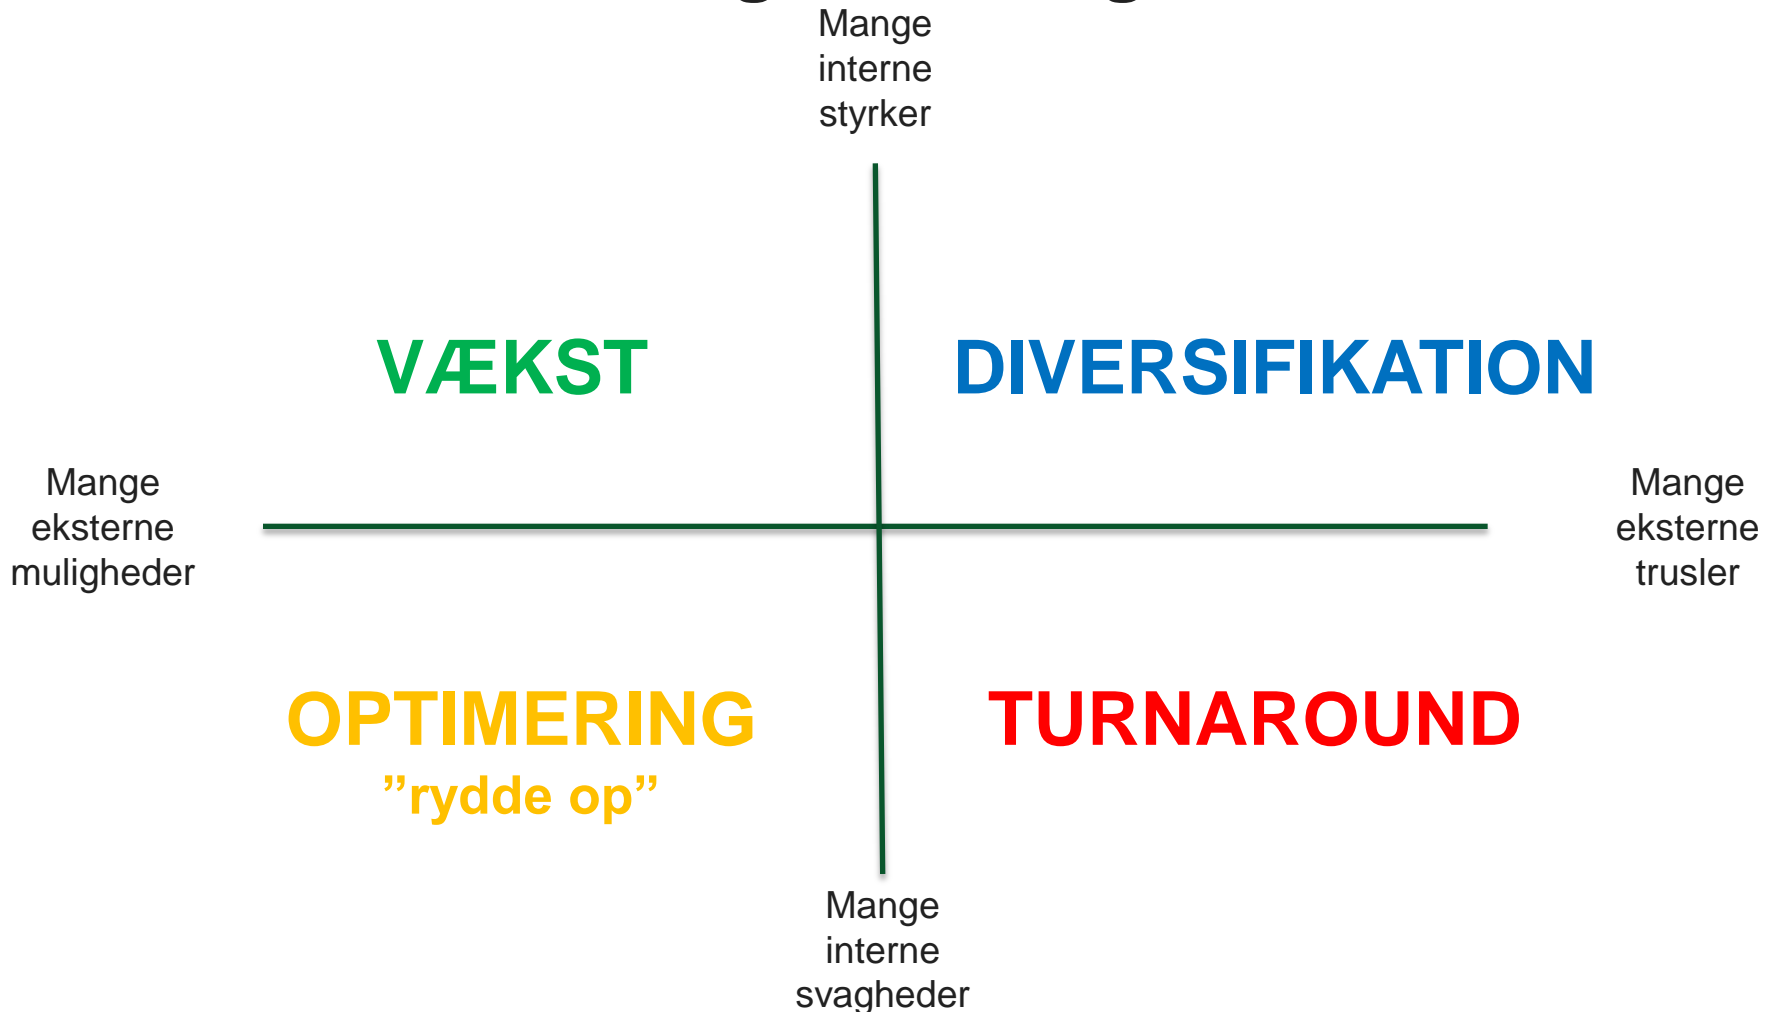 Mange
interne
styrker
VÆKST
DIVERSIFIKATION
Mange
eksterne
muligheder
Mange
eksterne
trusler
OPTIMERING
”rydde op”
TURNAROUND
Mange
interne
svagheder